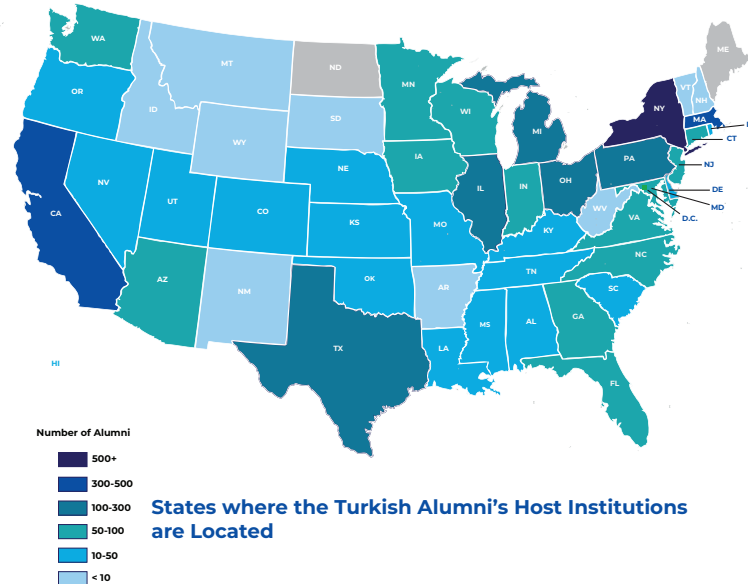 WA
MT
ND
MN
ME
VT
NH
OR
ID
SD
WI
NY
MA
WY
MI
CT
IA
PA
NJ
NE
NV
IL
IN
OH
DE
CA
UT
CO
WV
MD
D.C.
KS
MO
KY
VA
NC
AZ
OK
TN
NM
AR
SC
MS
AL
GA
TX
LA
HI
FL
Number of Alumni
500+
300-500
100-300
50-100
10-50
< 10
States where the Turkish Alumni’s Host Institutions
are Located